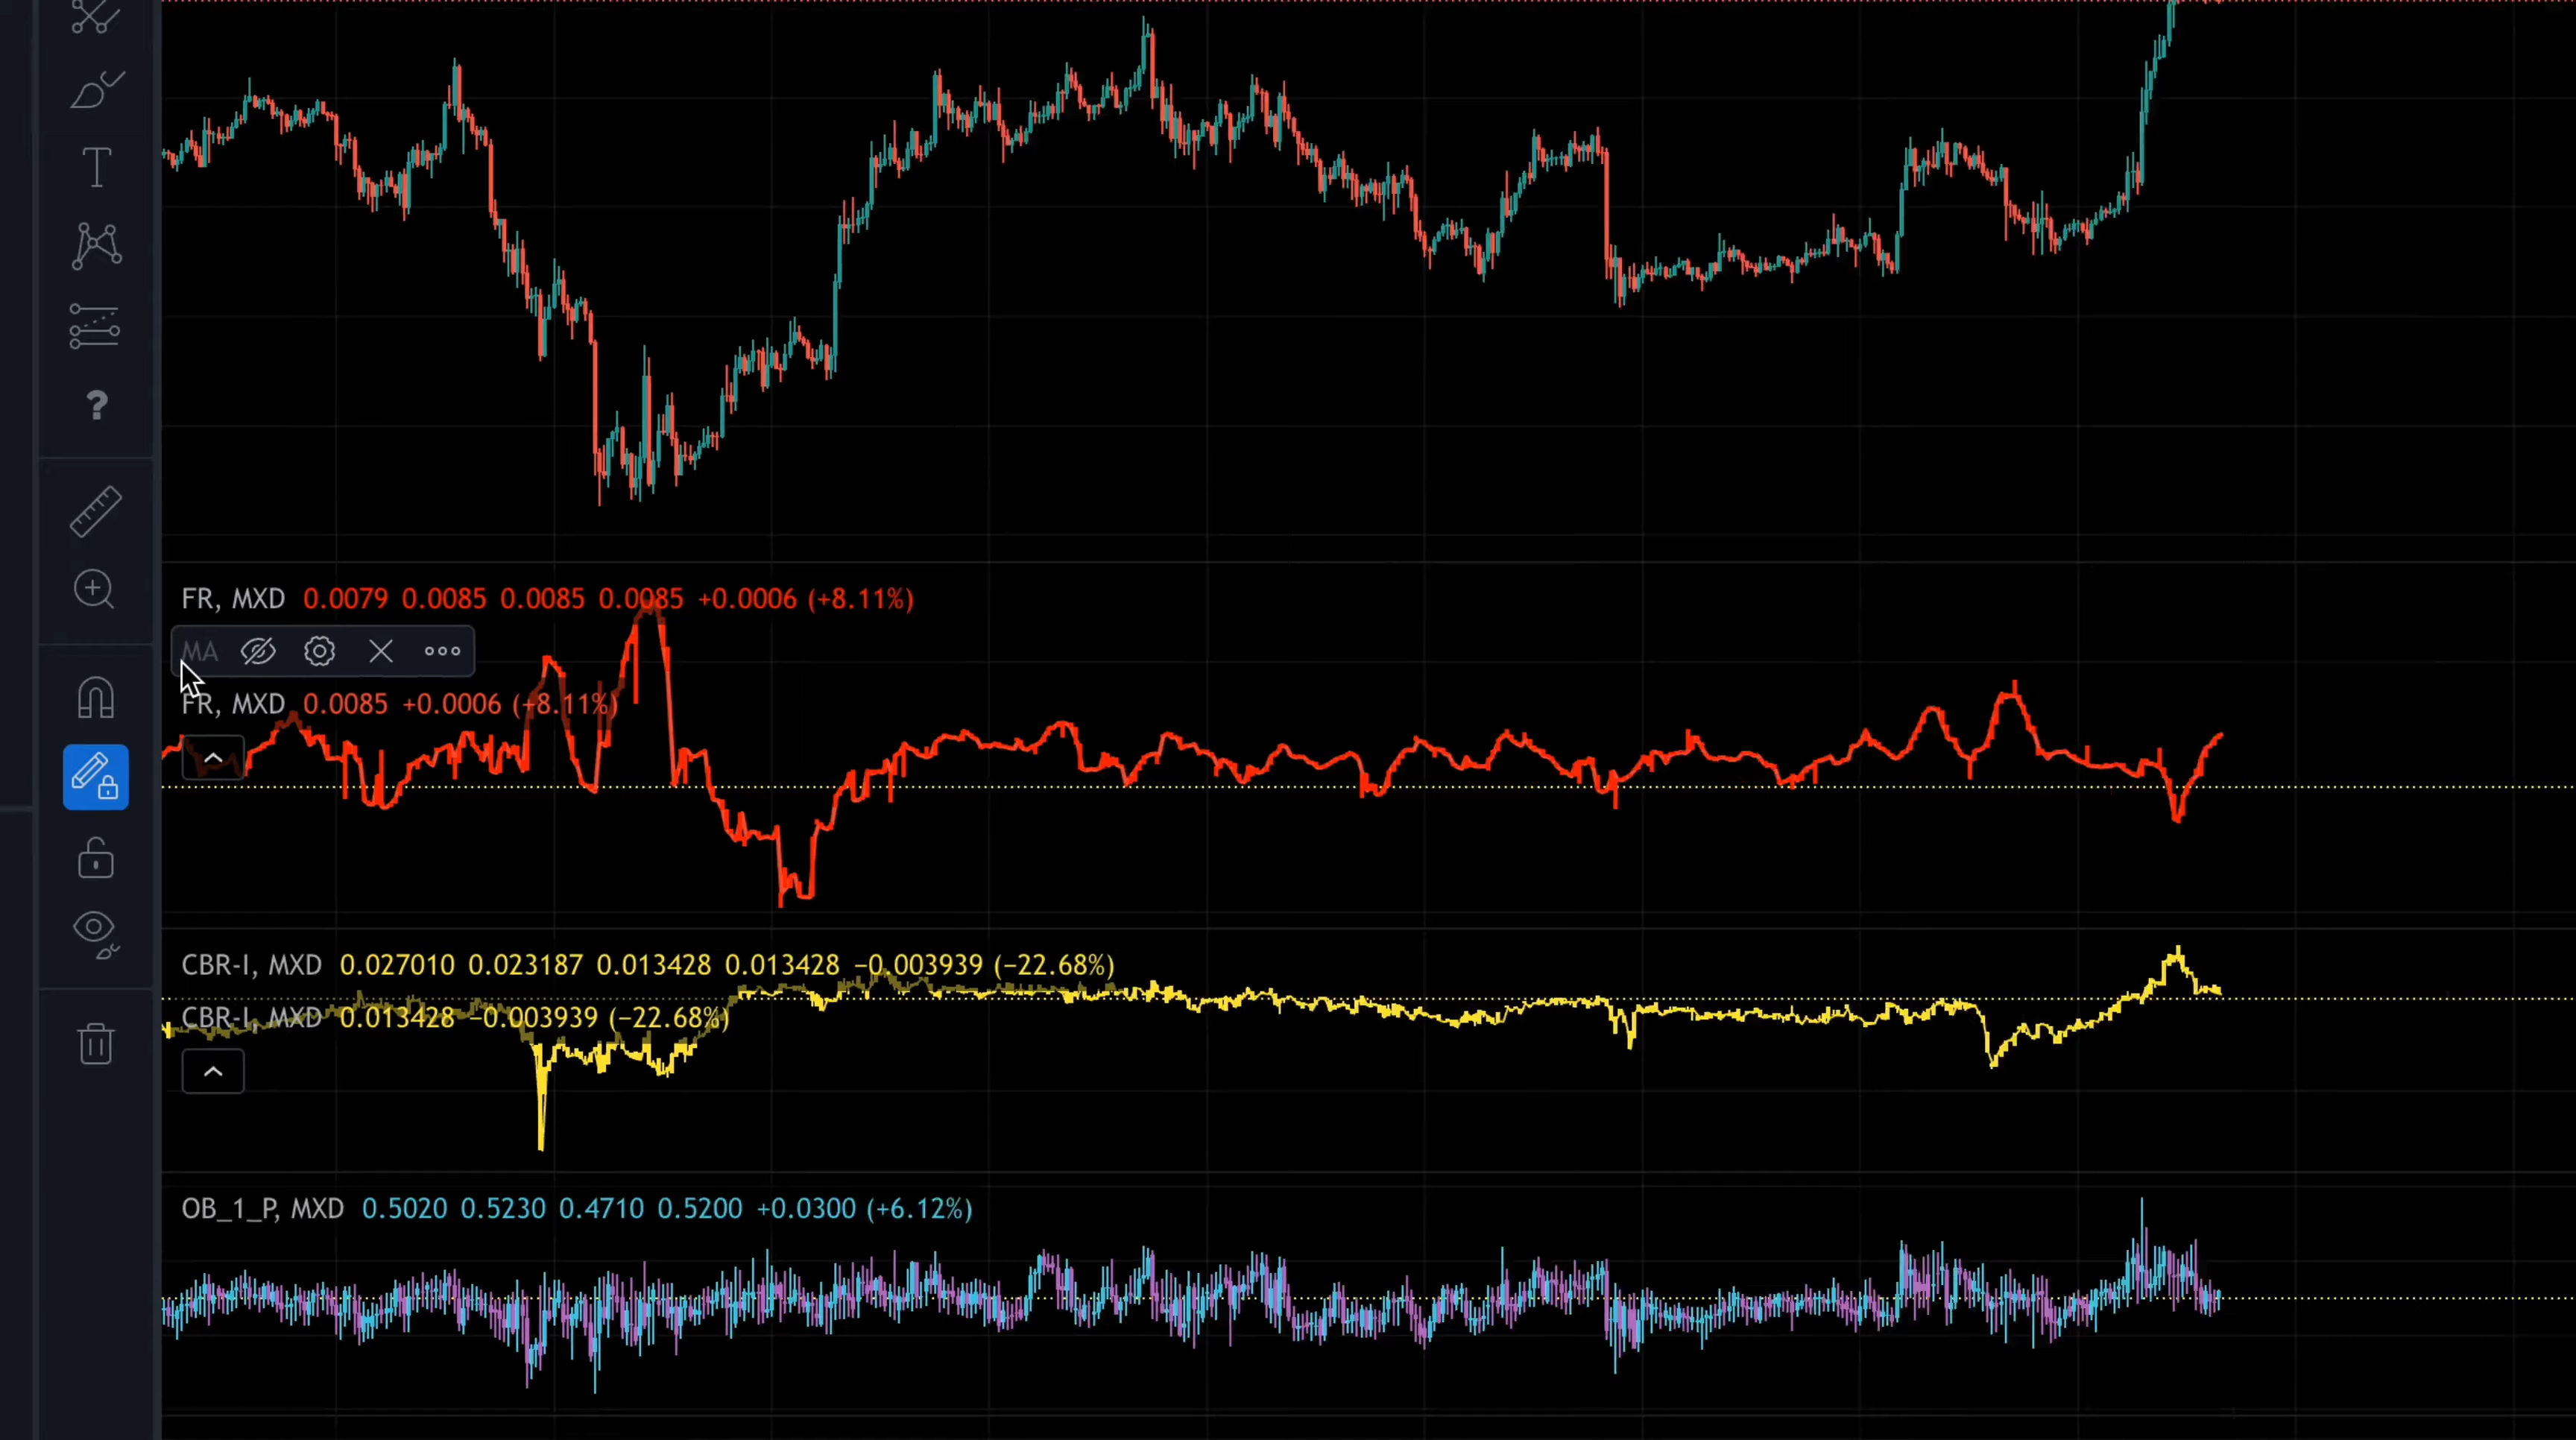 FR, MXD 0.0079 0.0085 0.0085 0.0085 +0.0006 (+8.11%)
MA
FR, MXD 0.0085 +0.0006 (+8.11%)
CBR-I, MXD 0.027010 0.023187 0.013428 0.013428 −0.003939 (−22.68%)
CBR-I, MXD 0.013428 −0.003939 (−22.68%)
OB_1_P, MXD 0.5020 0.5230 0.4710 0.5200 +0.0300 (+6.12%)